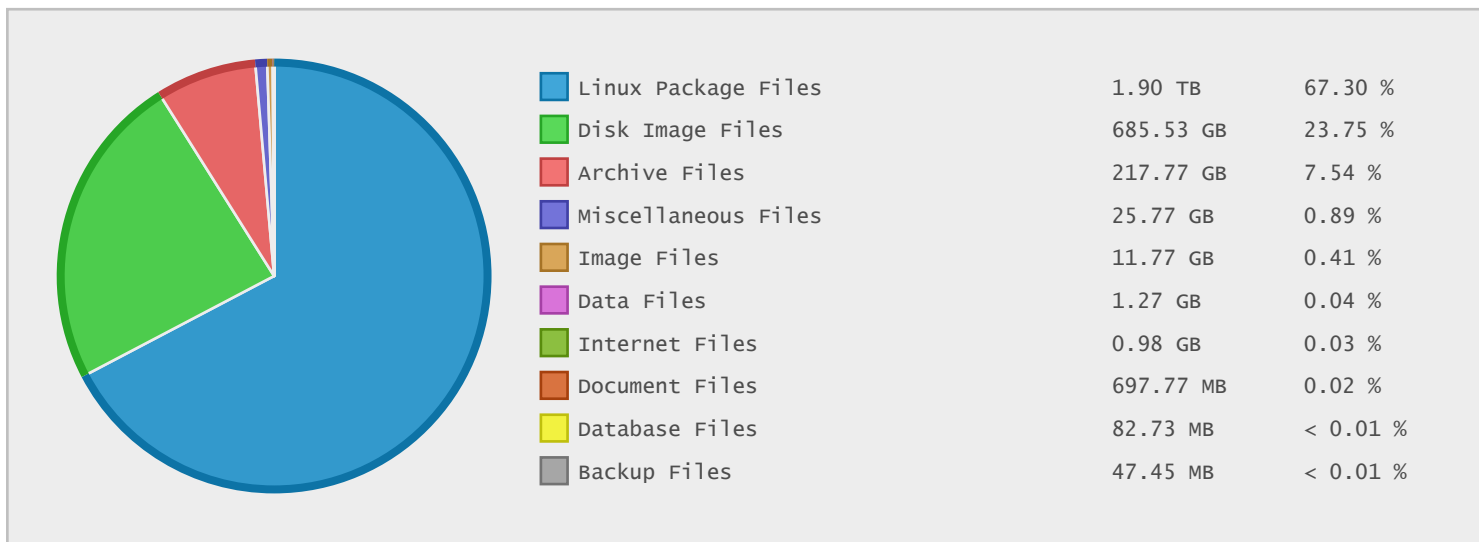 Linux Package Files 1.90 TB 67.30 %
Disk Image Files 685.53 GB 23.75 %
Archive Files 217.77 GB 7.54 %
Miscellaneous Files 25.77 GB 0.89 %
Image Files 11.77 GB 0.41 %
Data Files 1.27 GB 0.04 %
Internet Files 0.98 GB 0.03 %
Document Files 697.77 MB 0.02 %
Database Files 82.73 MB < 0.01 %
Backup Files 47.45 MB < 0.01 %